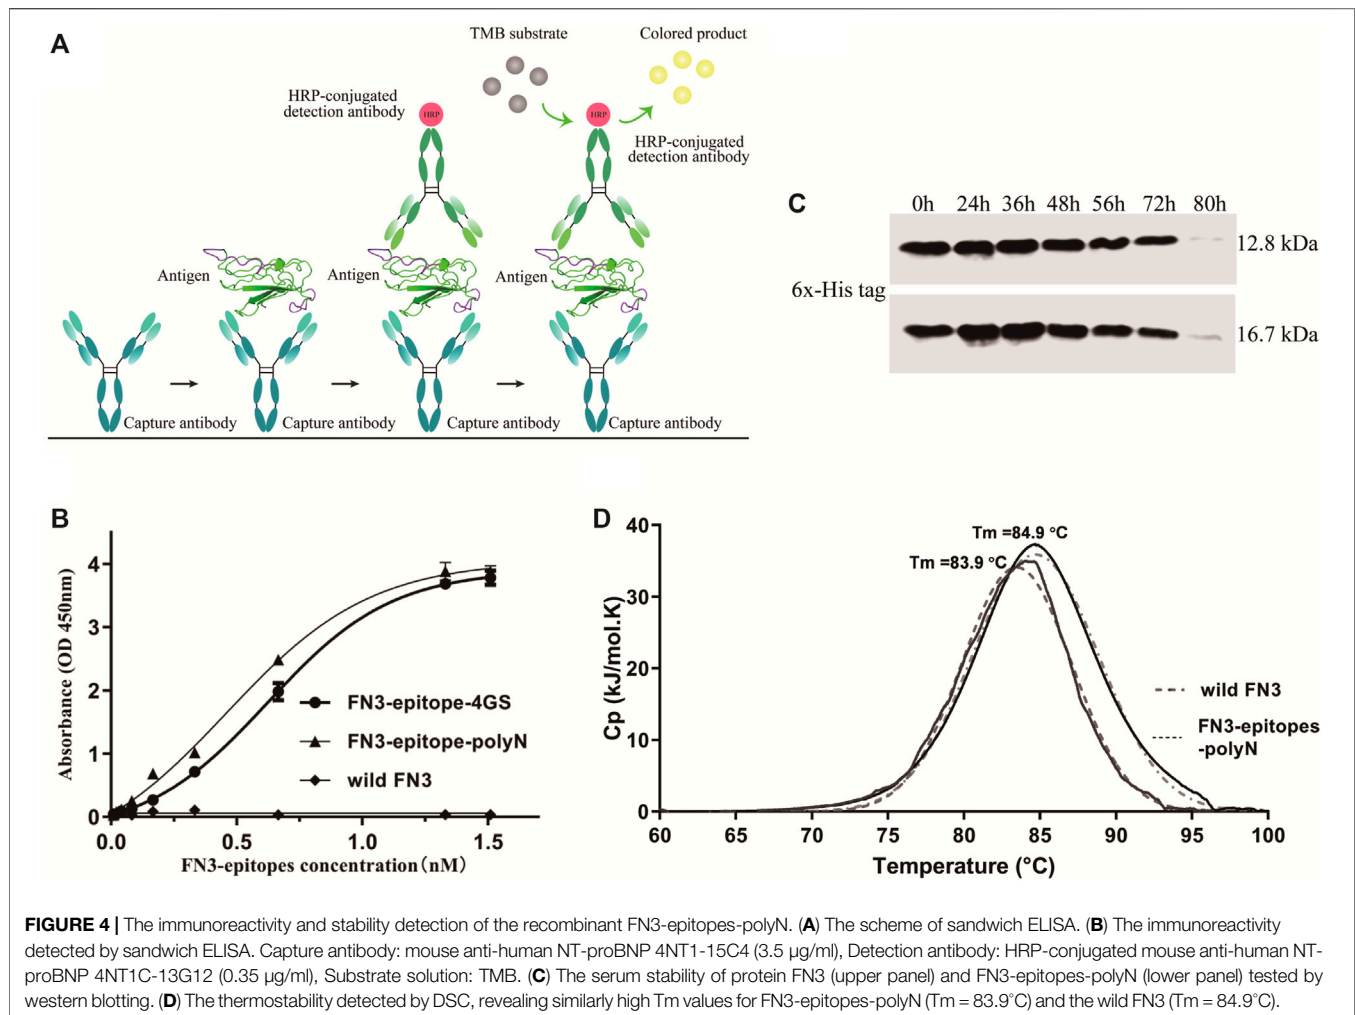 A
TMB substrate
Colored product
HRP-conjugated
detection antibody
HRP
HRP
HRP-conjugated
detection antibody
Antigen
Antigen
Antigen
Capture antibody
Capture antibody
Capture antibody
Capture antibody
C
0h 24h 36h 48h 56h 72h 80h
12.8 kDa
6x-His tag
16.7 kDa
B
Absorbance (OD 450nm)
4
3
2
1
0
0.0 0.5 1.0 1.5
FN3-epitopes concentration(nM)
FN3-epitope-4GS
FN3-epitope-polyN
wild FN3
D
Cp (kJ/mol.K)
40
30
20
10
0
60 65 70 75 80 85 90 95 100
Temperature (°C)
Tm =84.9 °C
Tm =83.9 °C
wild FN3
FN3-epitopes
-polyN
FIGURE 4 | The immunoreactivity and stability detection of the recombinant FN3-epitopes-polyN. (A) The scheme of sandwich ELISA. (B) The immunoreactivity
detected by sandwich ELISA. Capture antibody: mouse anti-human NT-proBNP 4NT1-15C4 (3.5 μg/ml), Detection antibody: HRP-conjugated mouse anti-human NT-
proBNP 4NT1C-13G12 (0.35 μg/ml), Substrate solution: TMB. (C) The serum stability of protein FN3 (upper panel) and FN3-epitopes-polyN (lower panel) tested by
western blotting. (D) The thermostability detected by DSC, revealing similarly high Tm values for FN3-epitopes-polyN (Tm = 83.9°C) and the wild FN3 (Tm = 84.9°C).